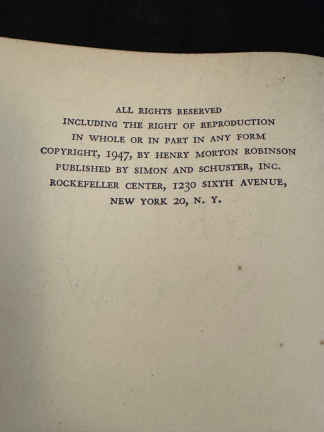 ALL RIGHTS RESERVED
INCLUDING THE RIGHT OF REPRODUCTION
IN WHOLE OR IN PART IN ANY FORM
COPYRIGHT, 1947, BY HENRY MORTON ROBINSON
PUBLISHED BY SIMON AND SCHUSTER, INC.
ROCKEFELLER CENTER, 1230 SIXTH AVENUE,
NEW YORK 20, N. Y.